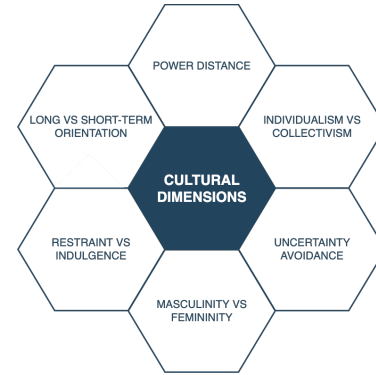 POWER DISTANCE
LONG VS SHORT-TERM
ORIENTATION
INDIVIDUALISM VS
COLLECTIVISM
CULTURAL
DIMENSIONS
RESTRAINT VS
INDULGENCE
UNCERTAINTY
AVOIDANCE
MASCULINITY VS
FEMININITY